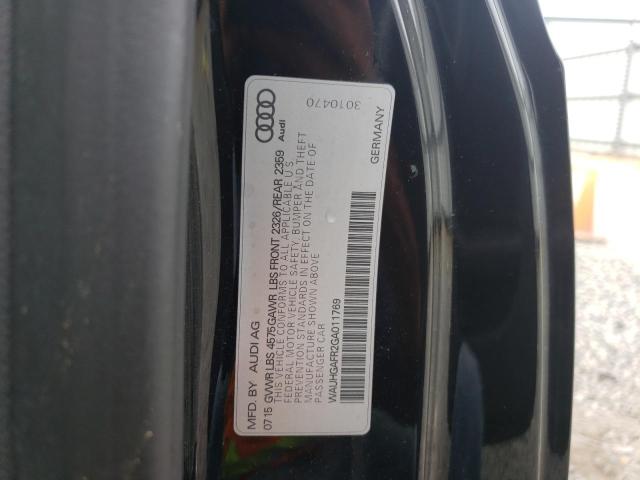 MFD. BY AUDI AG
Audi
0715 GVWR LBS 4575 GAWR LBS FRONT 2326/REAR 2359
THIS VEHICLE CONFORMS TO ALL APPLICABLE U S
FEDERAL MOTOR VEHICLE SAFETY, BUMPER AND THEFT
PREVENTION STANDARDS IN EFFECT ON THE DATE OF
MANUFACTURE SHOWN ABOVE
PASSENGER CAR
WAUHGAFR2GA011769
3010470
GERMANY